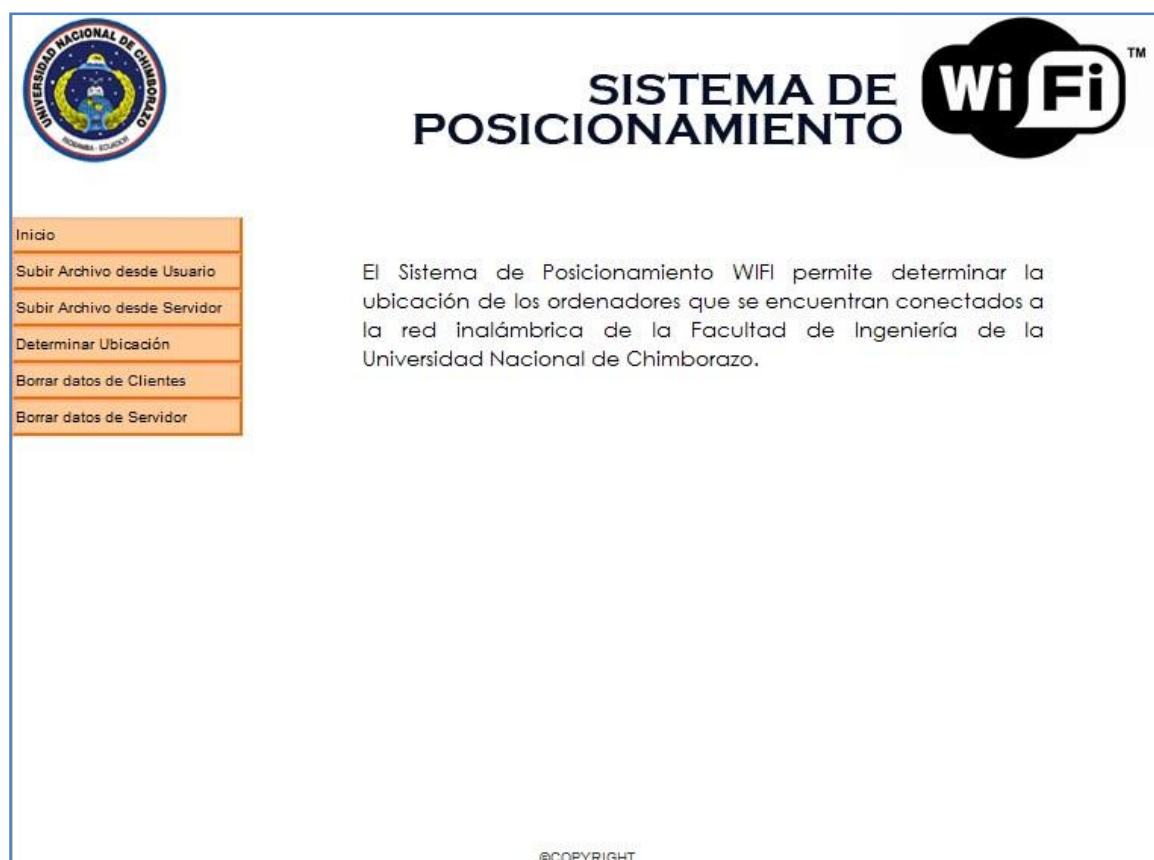 UNIVERSIDAD NACIONAL DE CHIMBORAZO
RIOBAMBA - ECUADOR
SISTEMA DE
POSICIONAMIENTO
Wi Fi TM
Inicio
Subir Archivo desde Usuario
Subir Archivo desde Servidor
Determinar Ubicación
Borrar datos de Clientes
Borrar datos de Servidor
El Sistema de Posicionamiento WIFI permite determinar la
ubicación de los ordenadores que se encuentran conectados a
la red inalámbrica de la Facultad de Ingeniería de la
Universidad Nacional de Chimborazo.
©COPYRIGHT